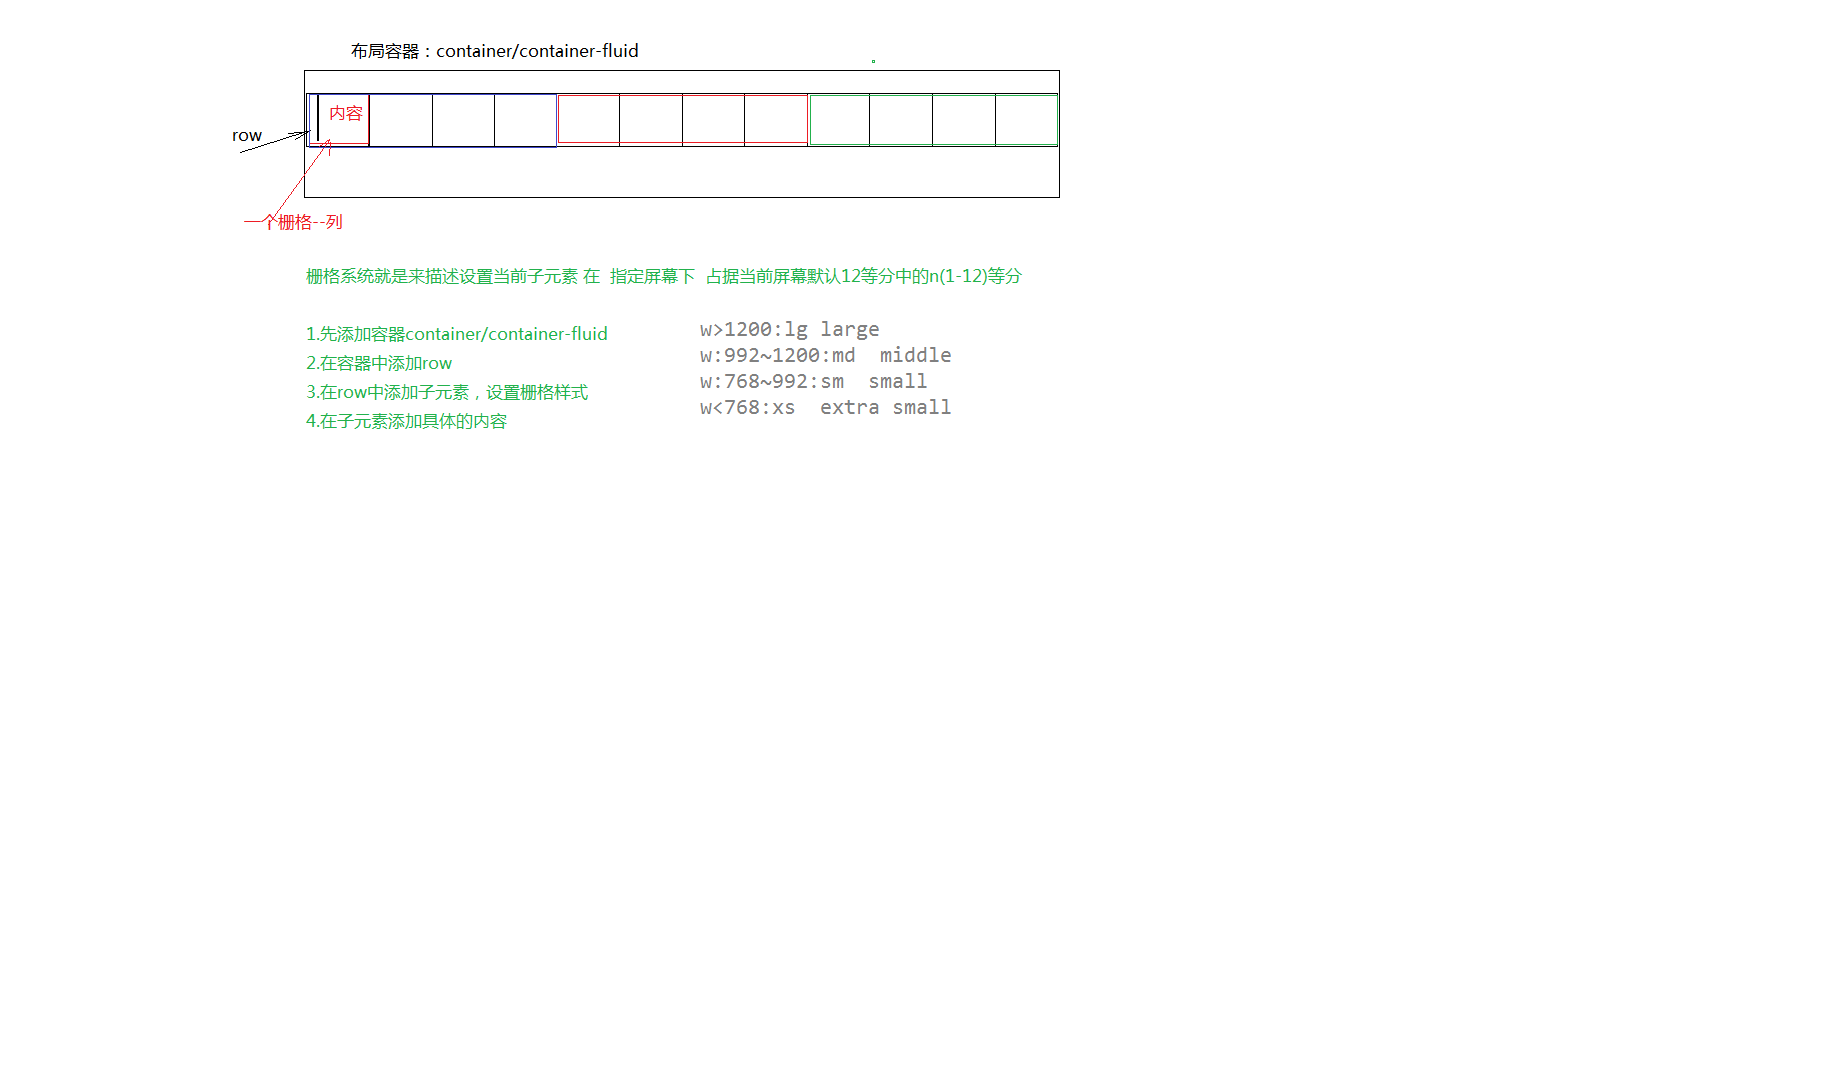 布局容器：container/container-fluid
内容
row
一个栅格--列
栅格系统就是来描述设置当前子元素 在  指定屏幕下  占据当前屏幕默认12等分中的n(1-12)等分
1.先添加容器container/container-fluid
2.在容器中添加row
3.在row中添加子元素，设置栅格样式
4.在子元素添加具体的内容
w>1200:lg large
w:992~1200:md  middle
w:768~992:sm  small
w<768:xs  extra small